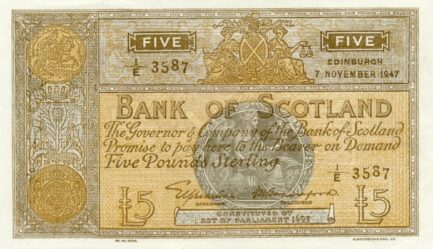 FIVE FIVE
1/E 3587
EDINBURGH
7 NOVEMBER 1947
BANK OF SCOTLAND
The Governor & Company of the Bank of Scotland
Promise to pay here to the Bearer on Demand
Five Pounds Sterling
1/E 3587
GOVERNOR
£5 £5
CONSTITUTED BY
ACT OF PARLIAMENT 1695